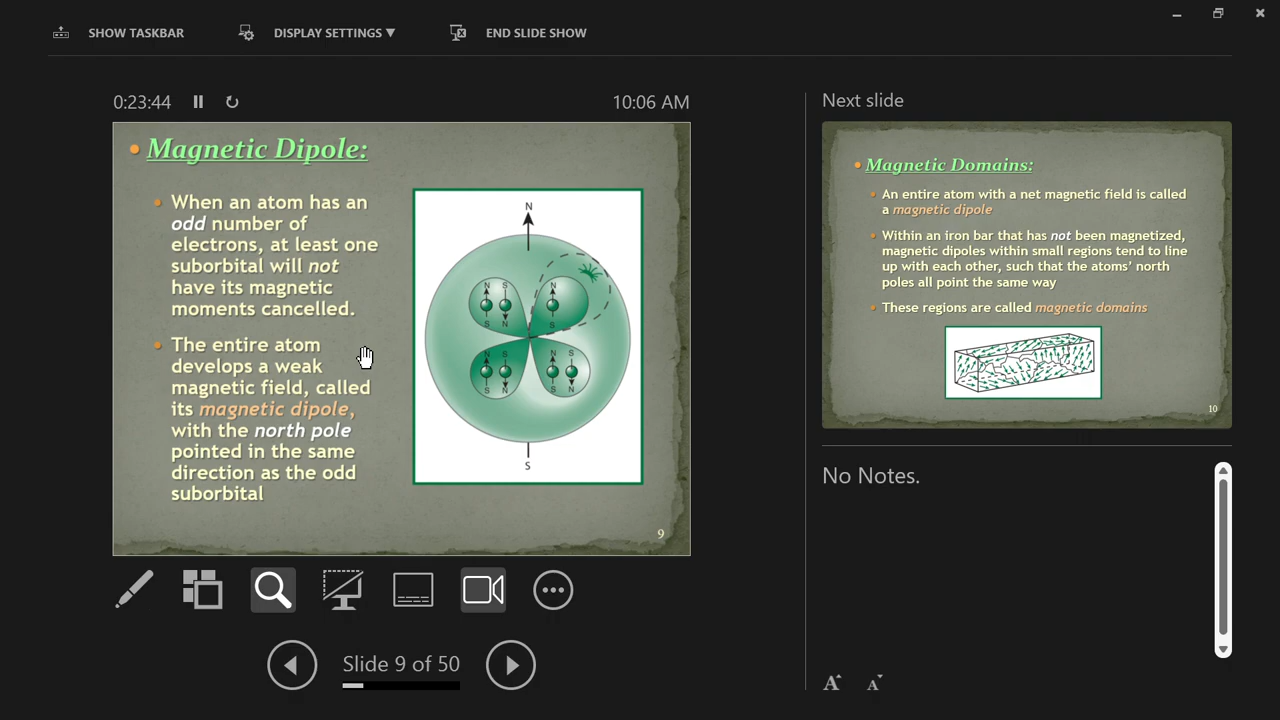 SHOW TASKBAR
DISPLAY SETTINGS ▼
END SLIDE SHOW
0:23:44
10:06 AM
Magnetic Dipole:
When an atom has an
odd number of
electrons, at least one
suborbital will not
have its magnetic
moments cancelled.
The entire atom
develops a weak
magnetic field, called
its magnetic dipole,
with the north pole
pointed in the same
direction as the odd
suborbital
N
N S
N
S N
S
N S
N S
S N
S N
S
9
Slide 9 of 50
Next slide
Magnetic Domains:
An entire atom with a net magnetic field is called
a magnetic dipole
Within an iron bar that has not been magnetized,
magnetic dipoles within small regions tend to line
up with each other, such that the atoms' north
poles all point the same way
These regions are called magnetic domains
10
No Notes.
A A